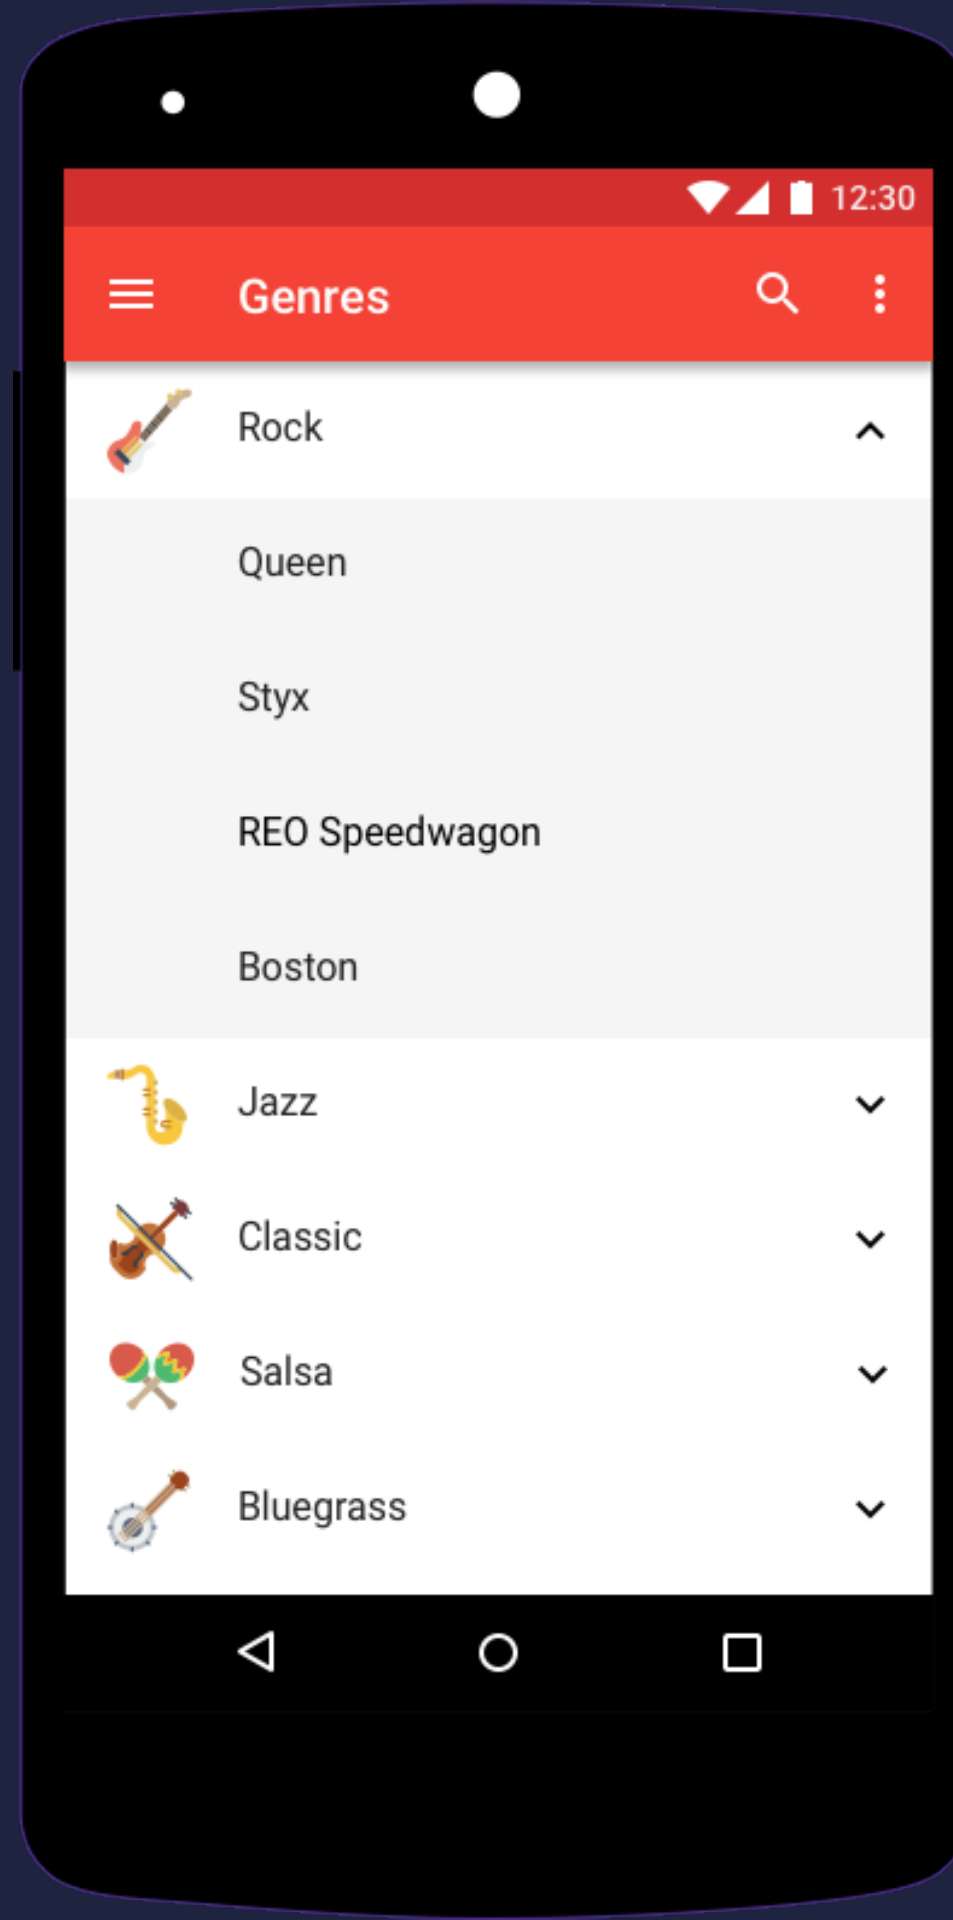 12:30
Genres
Rock
Queen
Styx
REO Speedwagon
Boston
Jazz
Classic
Salsa
Bluegrass